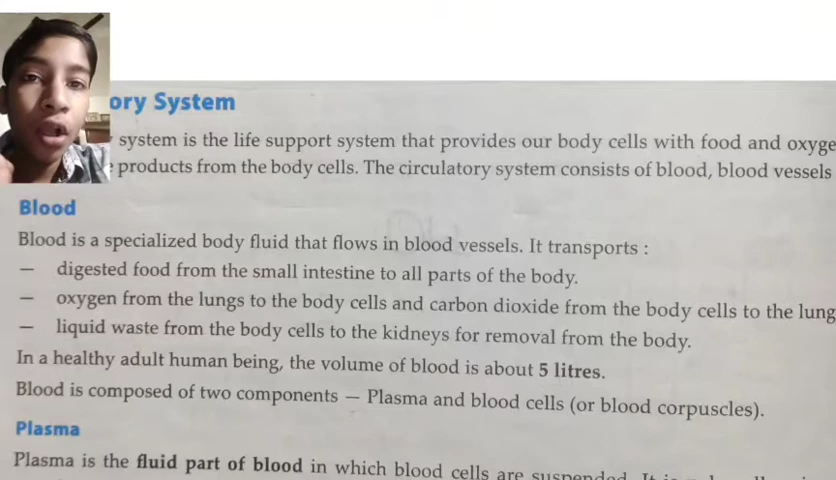 ory System
system is the life support system that provides our body cells with food and oxyge
products from the body cells. The circulatory system consists of blood, blood vessels
Blood
Blood is a specialized body fluid that flows in blood vessels. It transports :
— digested food from the small intestine to all parts of the body.
— oxygen from the lungs to the body cells and carbon dioxide from the body cells to the lung
— liquid waste from the body cells to the kidneys for removal from the body.
In a healthy adult human being, the volume of blood is about 5 litres.
Blood is composed of two components — Plasma and blood cells (or blood corpuscles).
Plasma
Plasma is the fluid part of blood in which blood cells are suspended. It is